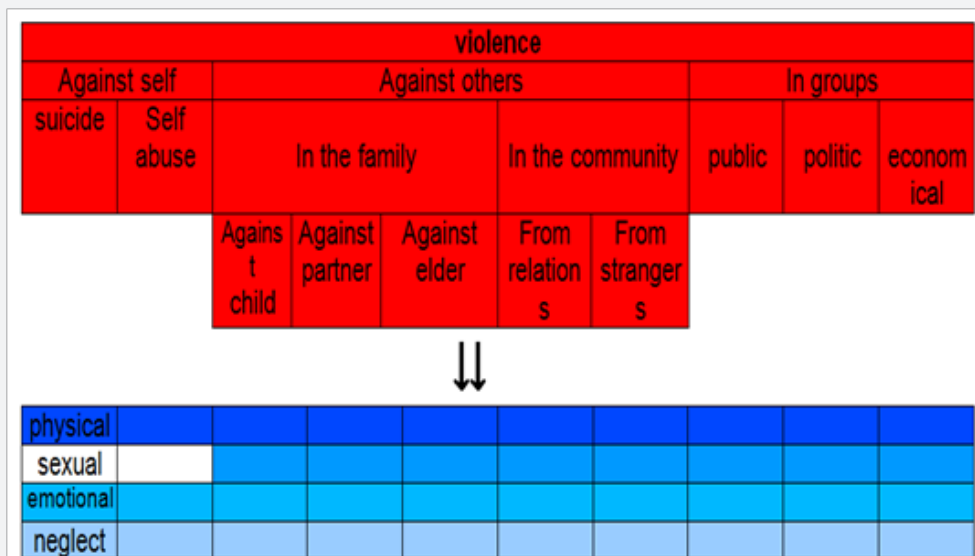 violence
Against self Against others In groups
suicide Self
abuse In the family In the community public politic econom
ical
Agains
t
child Against
partner Against
elder From
relation
s From
stranger
s
physical
sexual
emotional
neglect